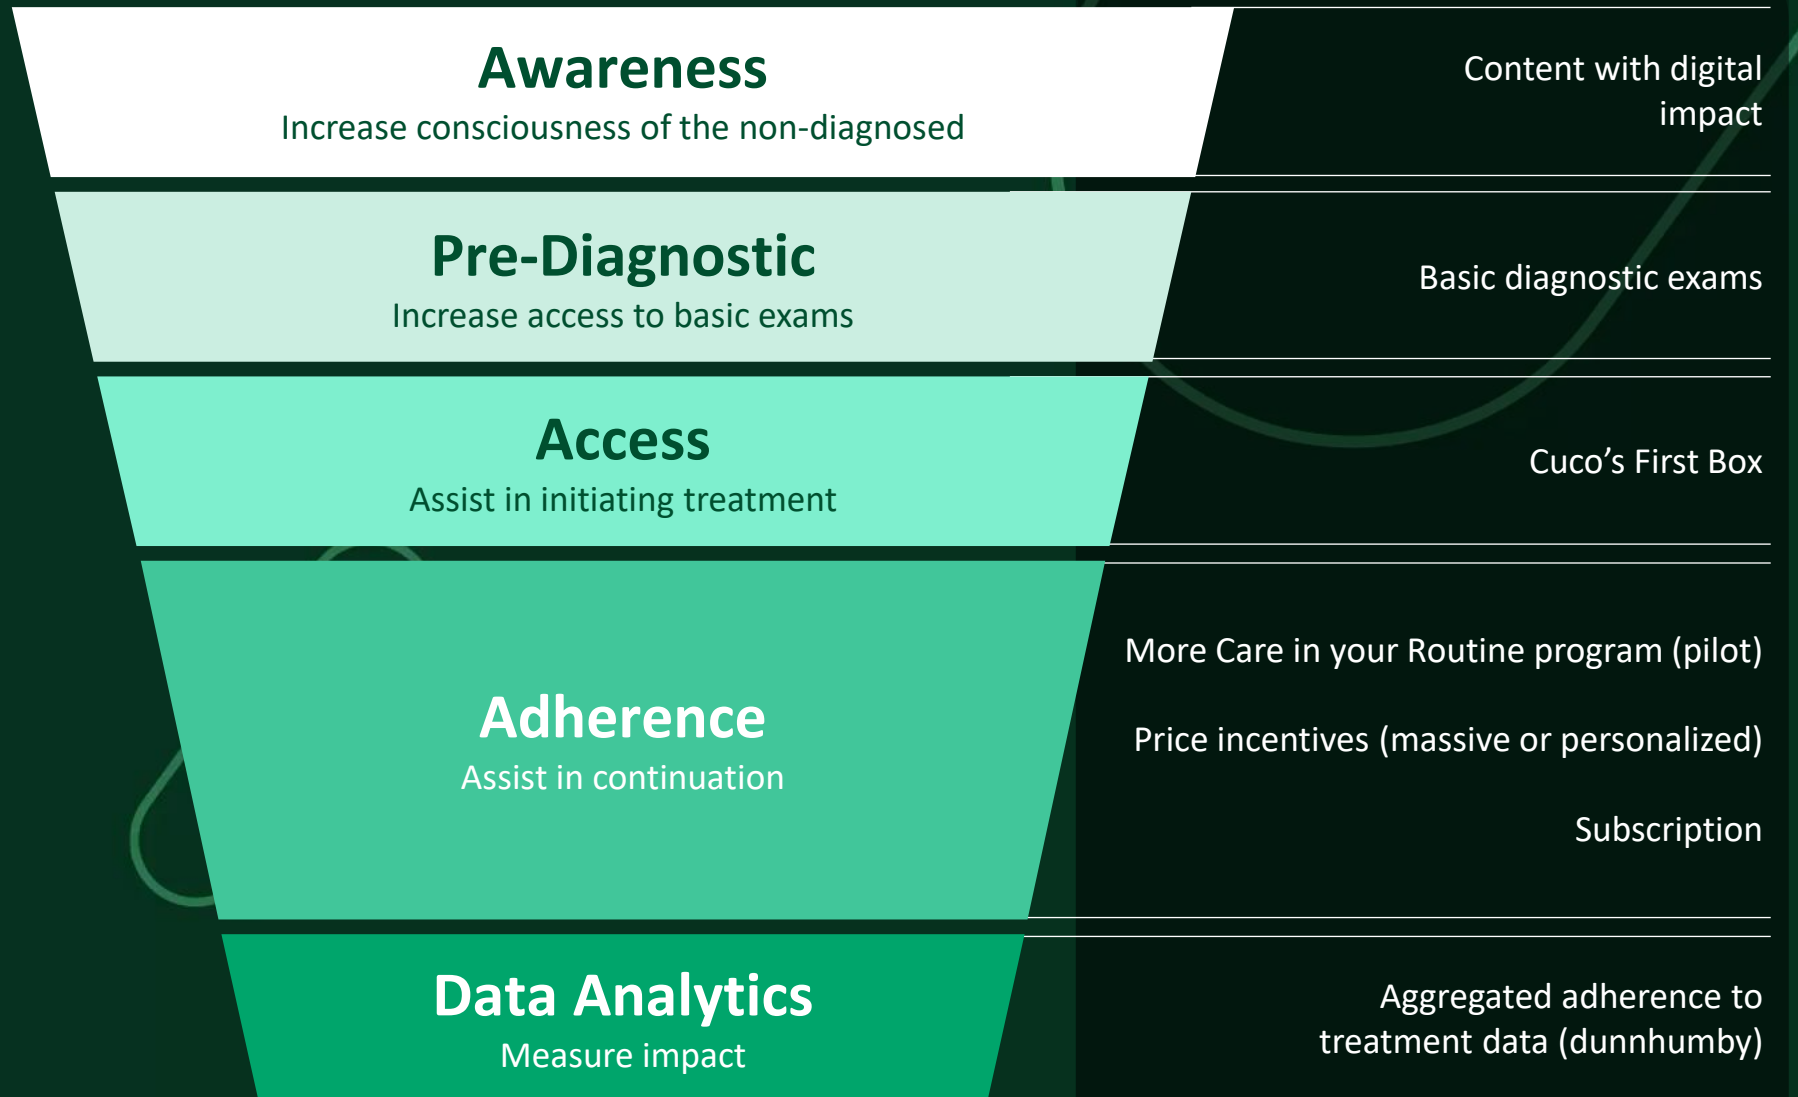 Awareness
Increase consciousness of the non-diagnosed
Content with digital
impact
Pre-Diagnostic
Increase access to basic exams
Basic diagnostic exams
Access
Assist in initiating treatment
Cuco’s First Box
Adherence
Assist in continuation
More Care in your Routine program (pilot)
Price incentives (massive or personalized)
Subscription
Data Analytics
Measure impact
Aggregated adherence to
treatment data (dunnhumby)